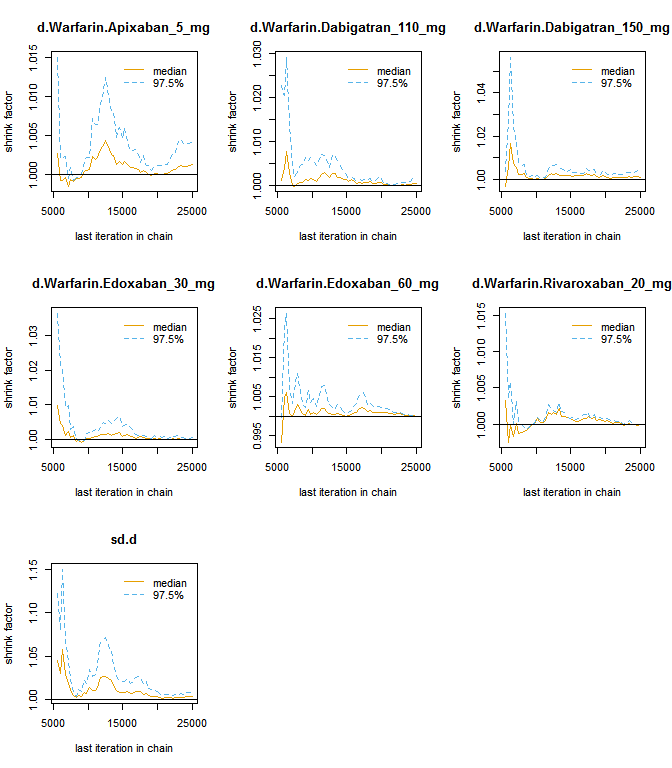 d.Warfarin.Apixaban_5_mg
shrink factor
1.000 1.005 1.010 1.015
median
97.5%
5000 15000 25000
last iteration in chain
d.Warfarin.Dabigatran_110_mg
shrink factor
1.000 1.010 1.020 1.030
median
97.5%
5000 15000 25000
last iteration in chain
d.Warfarin.Dabigatran_150_mg
shrink factor
1.00 1.02 1.04
median
97.5%
5000 15000 25000
last iteration in chain
d.Warfarin.Edoxaban_30_mg
shrink factor
1.00 1.01 1.02 1.03
median
97.5%
5000 15000 25000
last iteration in chain
d.Warfarin.Edoxaban_60_mg
shrink factor
0.995 1.005 1.015 1.025
median
97.5%
5000 15000 25000
last iteration in chain
d.Warfarin.Rivaroxaban_20_mg
shrink factor
1.000 1.005 1.010 1.015
median
97.5%
5000 15000 25000
last iteration in chain
sd.d
shrink factor
1.00 1.05 1.10 1.15
median
97.5%
5000 15000 25000
last iteration in chain